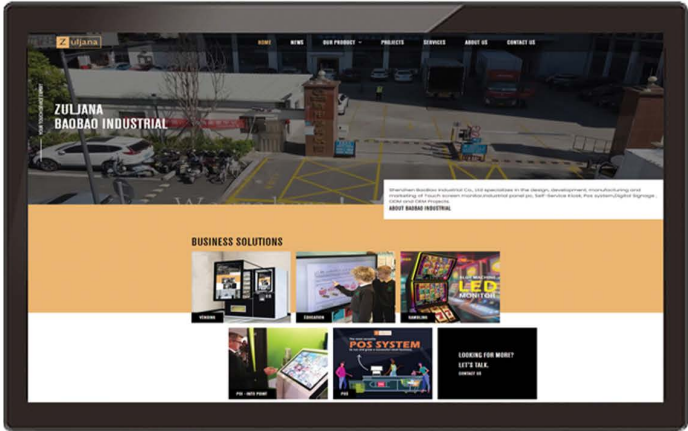 Zuljana
HOME NEWS OUR PRODUCT PROJECTS SERVICES ABOUT US CONTACT US
ZULJANA
BAOBAO INDUSTRIAL
Shenzhen BaoBao Industrial Co., Ltd specializes in the design, development, manufacturing and
marketing of Touch screen monitor,industrial panel pc, Self-Service Kiosk, Pos system,Digital Signage,
ODM and OEM Projects.
ABOUT BAOBAO INDUSTRIAL
BUSINESS SOLUTIONS
SLOT MACHINE
LED
MONITOR
VENDING
EDUCATION
GAMBLING
POS SYSTEM
POI - INFO POINT
POS
LOOKING FOR MORE?
LET'S TALK.
CONTACT US